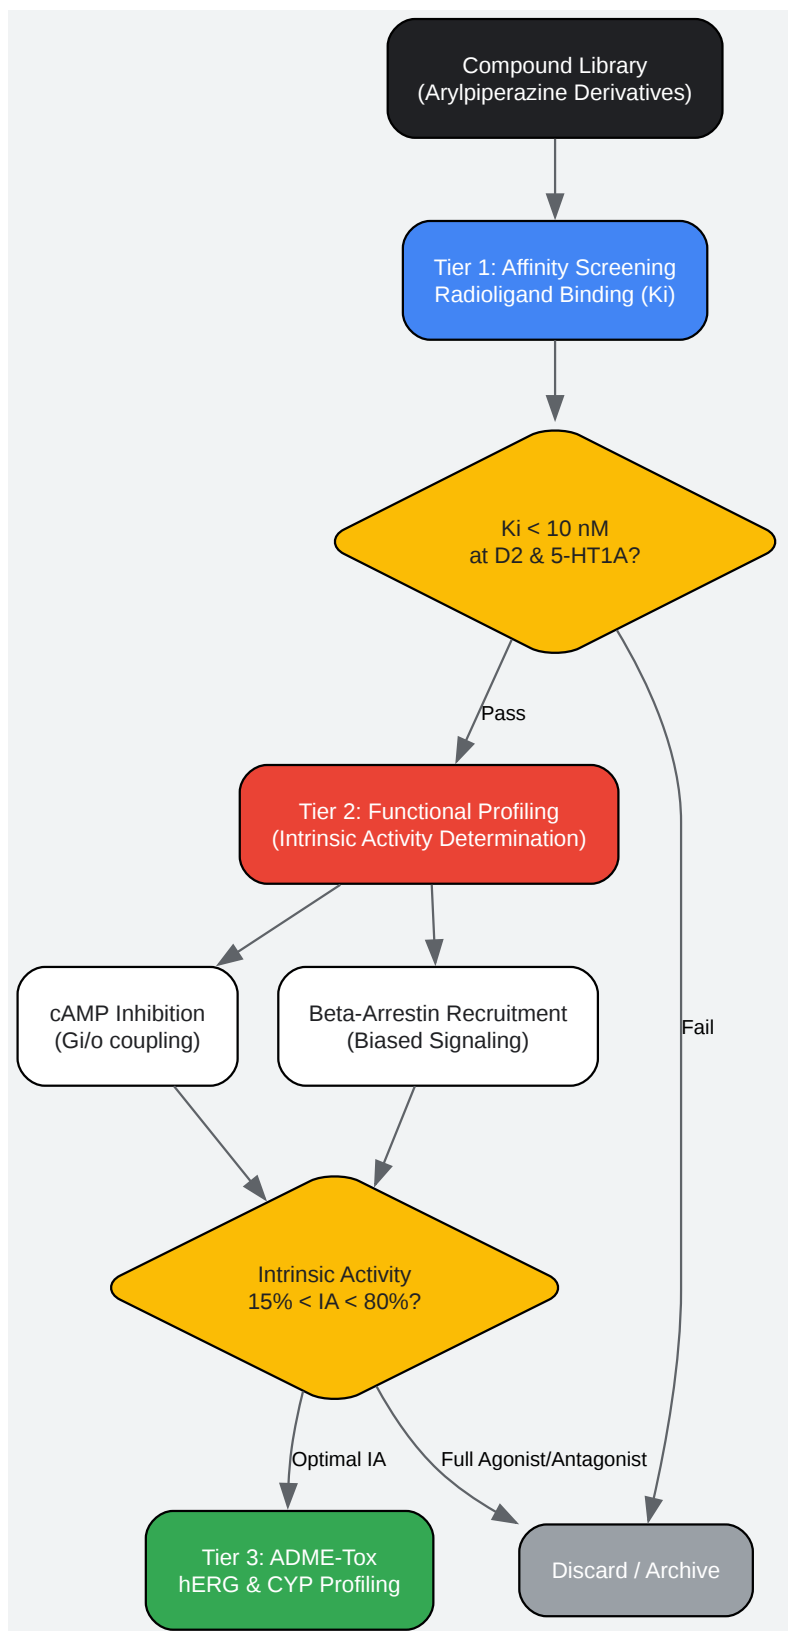 Compound Library
(Arylpiperazine Derivatives)
Tier 1: Affinity Screening
Radioligand Binding (Ki)
Ki < 10 nM
at D2 & 5-HT1A?
Pass
Tier 2: Functional Profiling
(Intrinsic Activity Determination)
cAMP Inhibition
(Gi/o coupling)
Beta-Arrestin Recruitment
(Biased Signaling)
Fail
Intrinsic Activity
15% < IA < 80%?
Optimal IA
Full Agonist/Antagonist
Tier 3: ADME-Tox
hERG & CYP Profiling
Discard / Archive